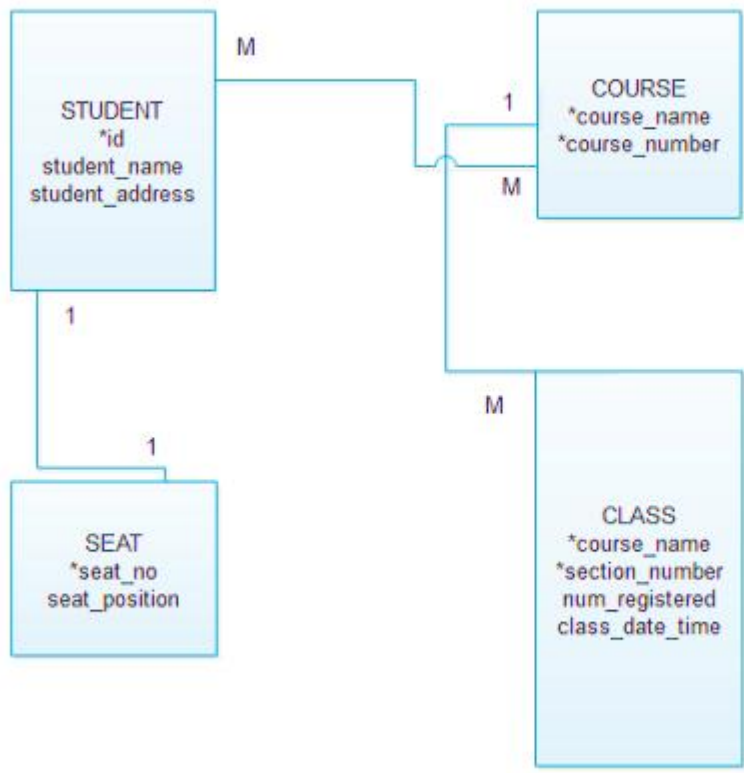 STUDENT
*id
student_name
student_address
M
COURSE
*course_name
*course_number
1
M
1
1
SEAT
*seat_no
seat_position
M
CLASS
*course_name
*section_number
num_registered
class_date_time